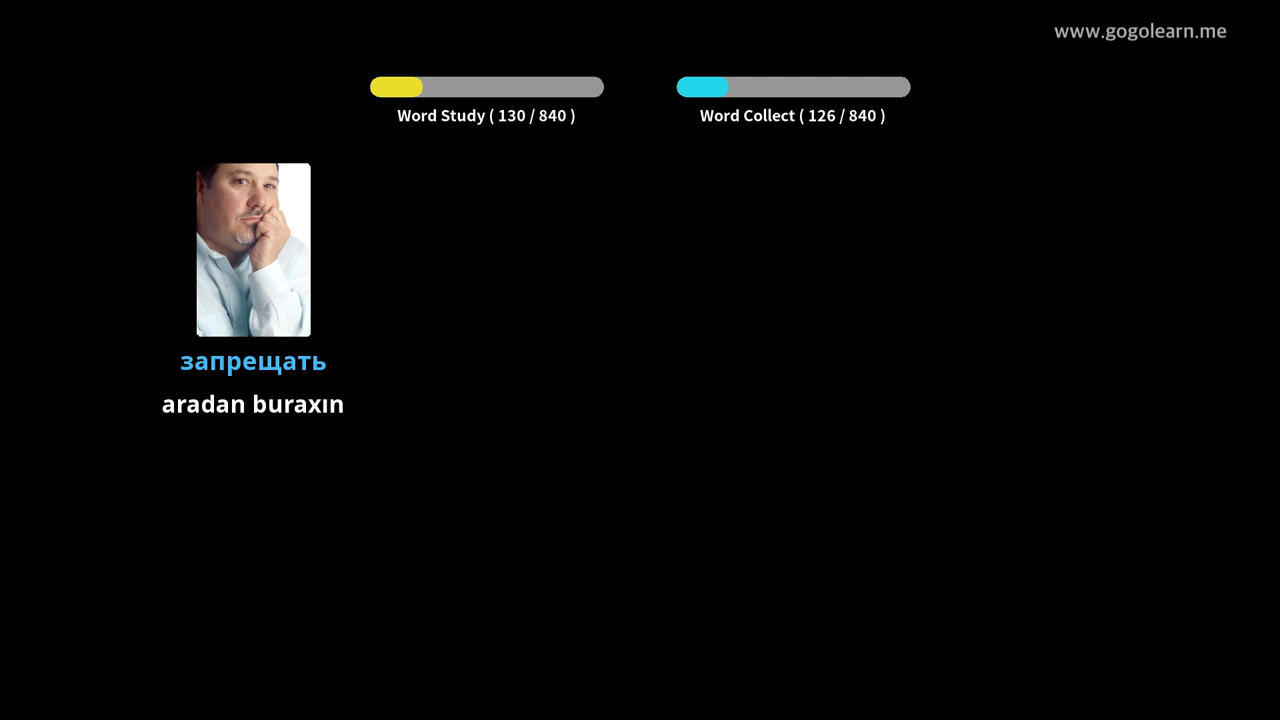 www.gogolearn.me
Word Study ( 130 / 840 )
Word Collect ( 126 / 840 )
запрещать
aradan buraxın